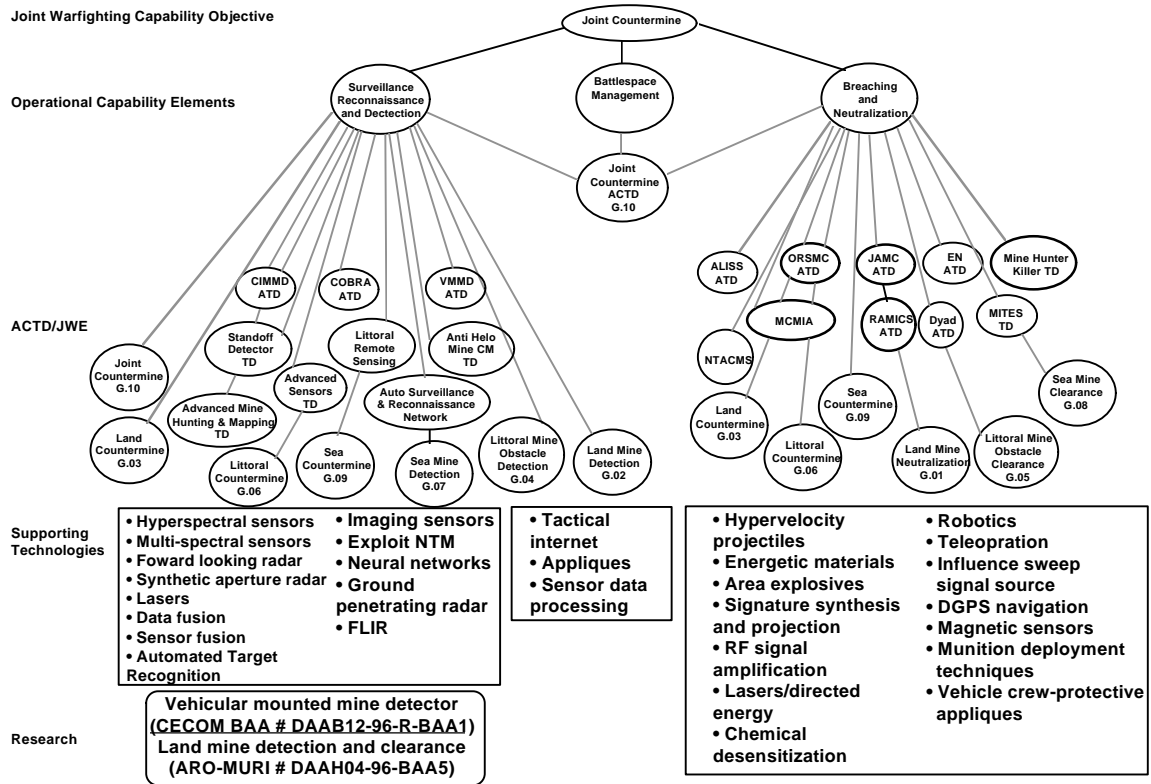 Joint Warfighting Capability Objective
Joint Countermine
Operational Capability Elements
Surveillance
Reconnaissance
and Dectection
Battlespace
Management
Breaching
and
Neutralization
Joint
Countermine
ACTD
G.10
ACTD/JWE
CIMMD
ATD
COBRA
ATD
VMMD
ATD
Standoff
Detector
TD
Littoral
Remote
Sensing
Anti Helo
Mine CM
TD
Joint
Countermine
G.10
Advanced
Sensors
TD
Auto Surveillance
& Reconnaissance
Network
Advanced Mine
Hunting & Mapping
TD
Land
Countermine
G.03
Littoral
Countermine
G.06
Sea
Countermine
G.09
Sea Mine
Detection
G.07
Littoral Mine
Obstacle
Detection
G.04
Land Mine
Detection
G.02
ALISS
ATD
ORSMC
ATD
JAMC
ATD
EN
ATD
Mine Hunter
Killer TD
MCMIA
RAMICS
ATD
Dyad
ATD
MITES
TD
NTACMS
Sea Mine
Clearance
G.08
Land
Countermine
G.03
Sea
Countermine
G.09
Littoral
Countermine
G.06
Land Mine
Neutralization
G.01
Littoral Mine
Obstacle
Clearance
G.05
Supporting
Technologies
• Hyperspectral sensors
• Multi-spectral sensors
• Foward looking radar
• Synthetic aperture radar
• Lasers
• Data fusion
• Sensor fusion
• Automated Target
Recognition
• Imaging sensors
• Exploit NTM
• Neural networks
• Ground
penetrating radar
• FLIR
• Tactical
internet
• Appliques
• Sensor data
processing
• Hypervelocity
projectiles
• Energetic materials
• Area explosives
• Signature synthesis
and projection
• RF signal
amplification
• Lasers/directed
energy
• Chemical
desensitization
• Robotics
• Teleopration
• Influence sweep
signal source
• DGPS navigation
• Magnetic sensors
• Munition deployment
techniques
• Vehicle crew-protective
appliques
Research
Vehicular mounted mine detector
(CECOM BAA # DAAB12-96-R-BAA1)
Land mine detection and clearance
(ARO-MURI # DAAH04-96-BAA5)